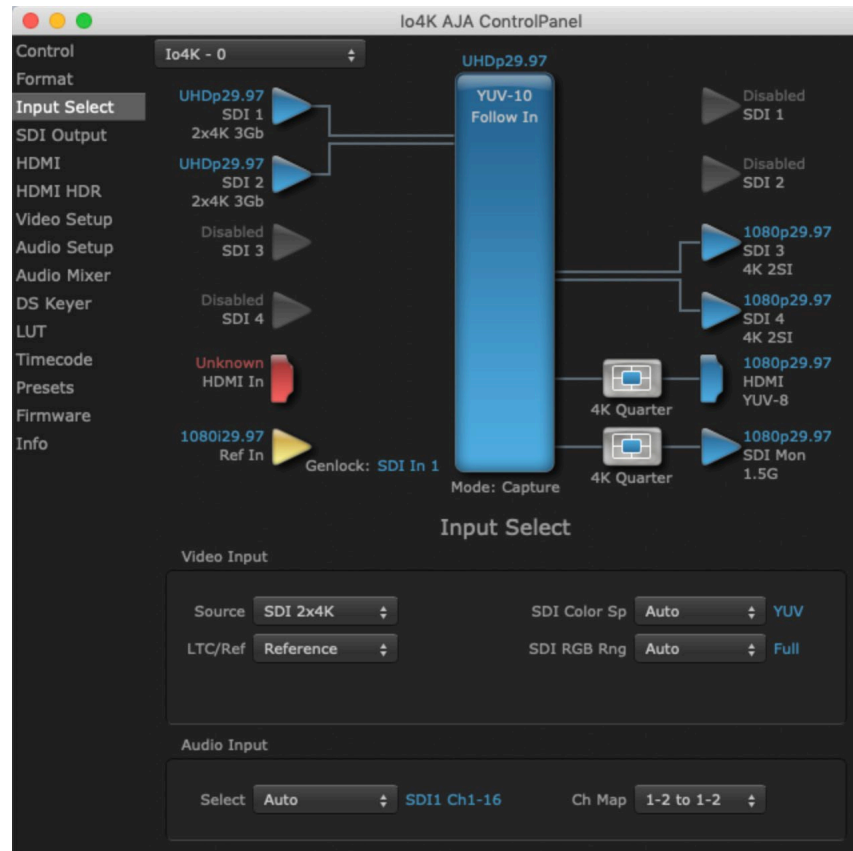 Io4K AJA ControlPanel
Control
Format
Input Select
SDI Output
HDMI
HDMI HDR
Video Setup
Audio Setup
Audio Mixer
DS Keyer
LUT
Timecode
Presets
Firmware
Info
Io4K - 0
UHDp29.97
SDI 1
2x4K 3Gb
UHDp29.97
SDI 2
2x4K 3Gb
Disabled
SDI 3
Disabled
SDI 4
Unknown
HDMI In
1080i29.97
Ref In
Genlock: SDI In 1
UHDp29.97
YUV-10
Follow In
Mode: Capture
Disabled
SDI 1
Disabled
SDI 2
1080p29.97
SDI 3
4K 2SI
1080p29.97
SDI 4
4K 2SI
4K Quarter
1080p29.97
HDMI
YUV-8
4K Quarter
1080p29.97
SDI Mon
1.5G
Input Select
Video Input
Source SDI 2x4K SDI Color Sp Auto YUV
LTC/Ref Reference SDI RGB Rng Auto Full
Audio Input
Select Auto SDI1 Ch1-16 Ch Map 1-2 to 1-2